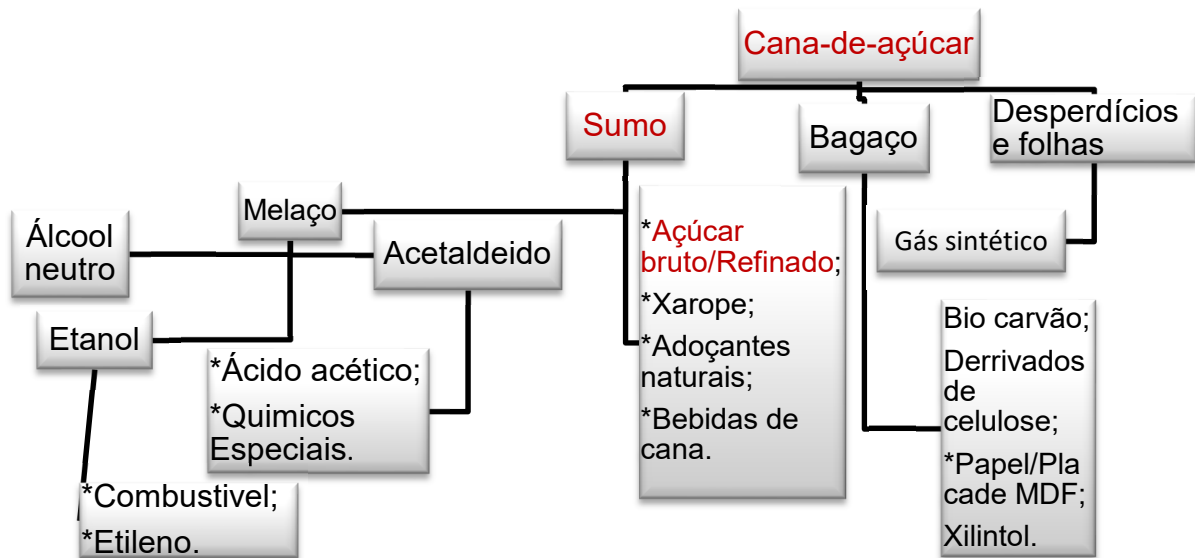 Cana-de-açúcar
Sumo
Bagaço
Desperdícios
e folhas
Melaço
Álcool
neutro
Acetaldeido
*Açúcar
bruto/Refinado;
*Xarope;
*Adoçantes
naturais;
*Bebidas de
cana.
Gás sintético
Etanol
*Ácido acético;
*Quimicos
Especiais.
Bio carvão;
Derrivados
de
celulose;
*Papel/Pla
cade MDF;
Xilintol.
*Combustivel;
*Etileno.